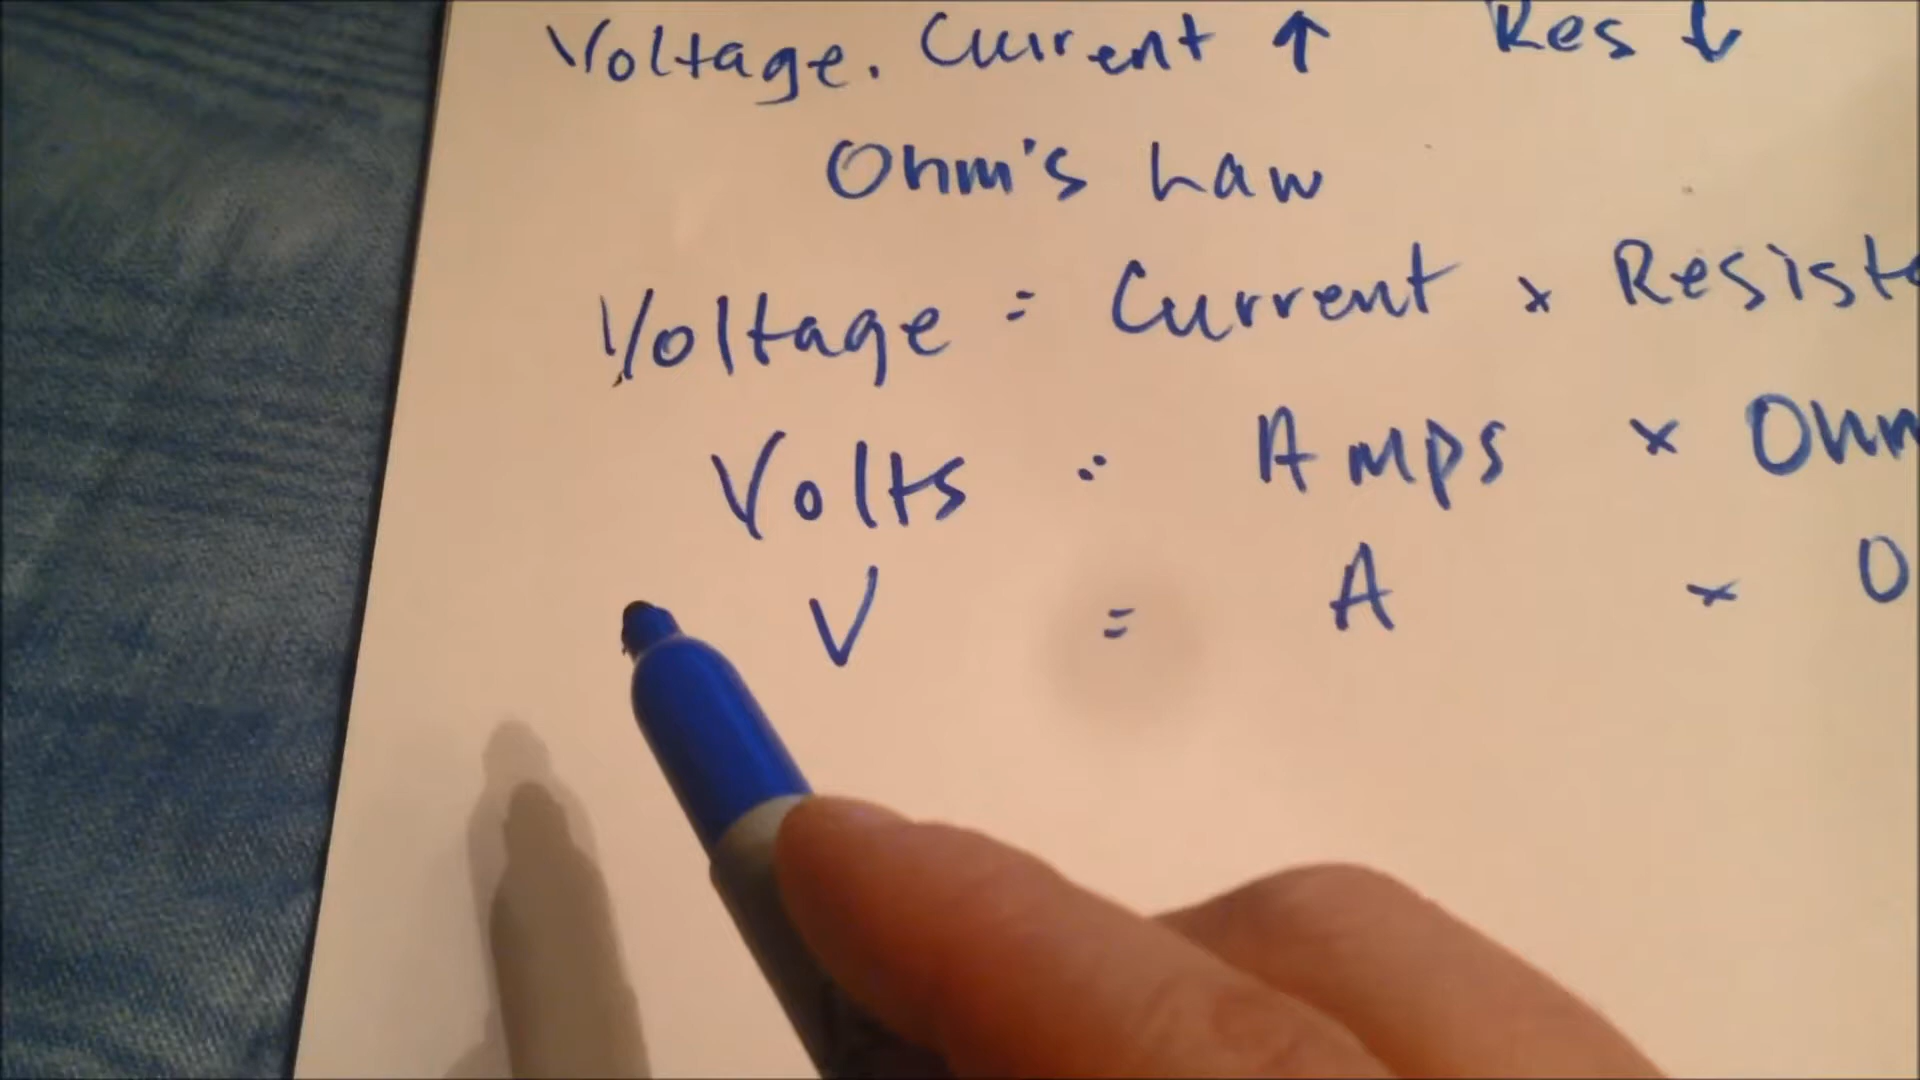 Voltage. Current ↑ Res ↓
Ohm's Law
Voltage = Current x Resist
Volts = Amps x Ohm
V = A x O